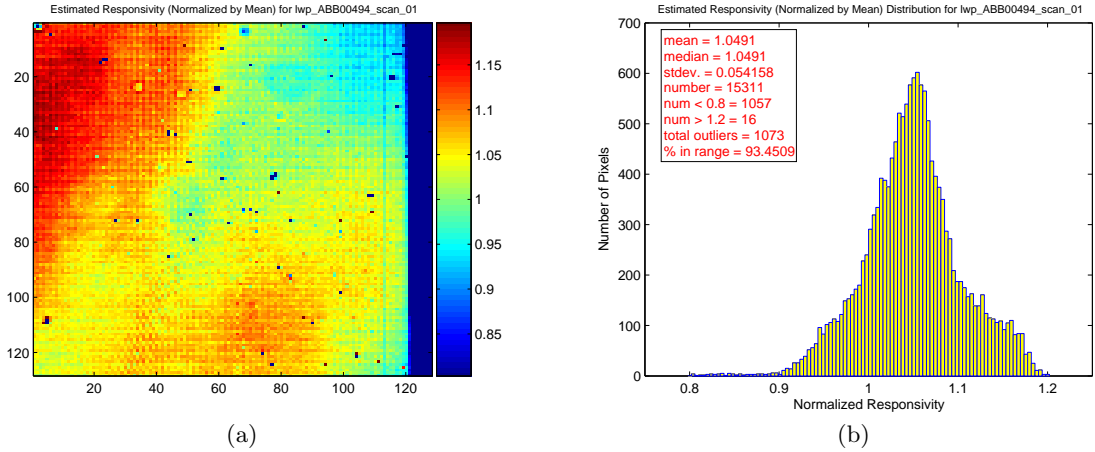 Estimated Responsivity (Normalized by Mean) for lwp_ABB00494_scan_01
20
40
60
80
100
120
20
40
60
80
100
120
1.15
1.1
1.05
1
0.95
0.9
0.85
(a)
Estimated Responsivity (Normalized by Mean) Distribution for lwp_ABB00494_scan_01
700
600
500
400
300
200
100
0
Number of Pixels
mean = 1.0491
median = 1.0491
stdev. = 0.054158
number = 15311
num < 0.8 = 1057
num > 1.2 = 16
total outliers = 1073
% in range = 93.4509
0.8
0.9
1
1.1
1.2
Normalized Responsivity
(b)